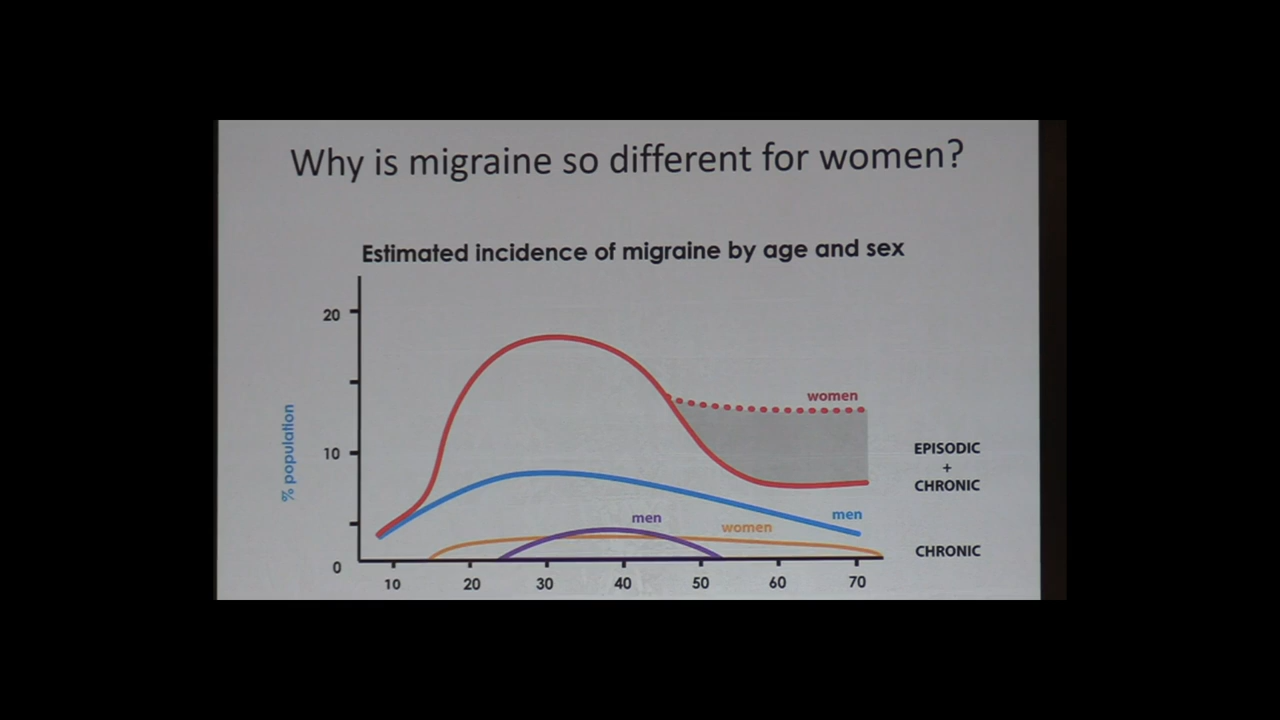 Why is migraine so different for women?
Estimated incidence of migraine by age and sex
20
10
0
% population
women
men
men
women
EPISODIC
+
CHRONIC
CHRONIC
10 20 30 40 50 60 70